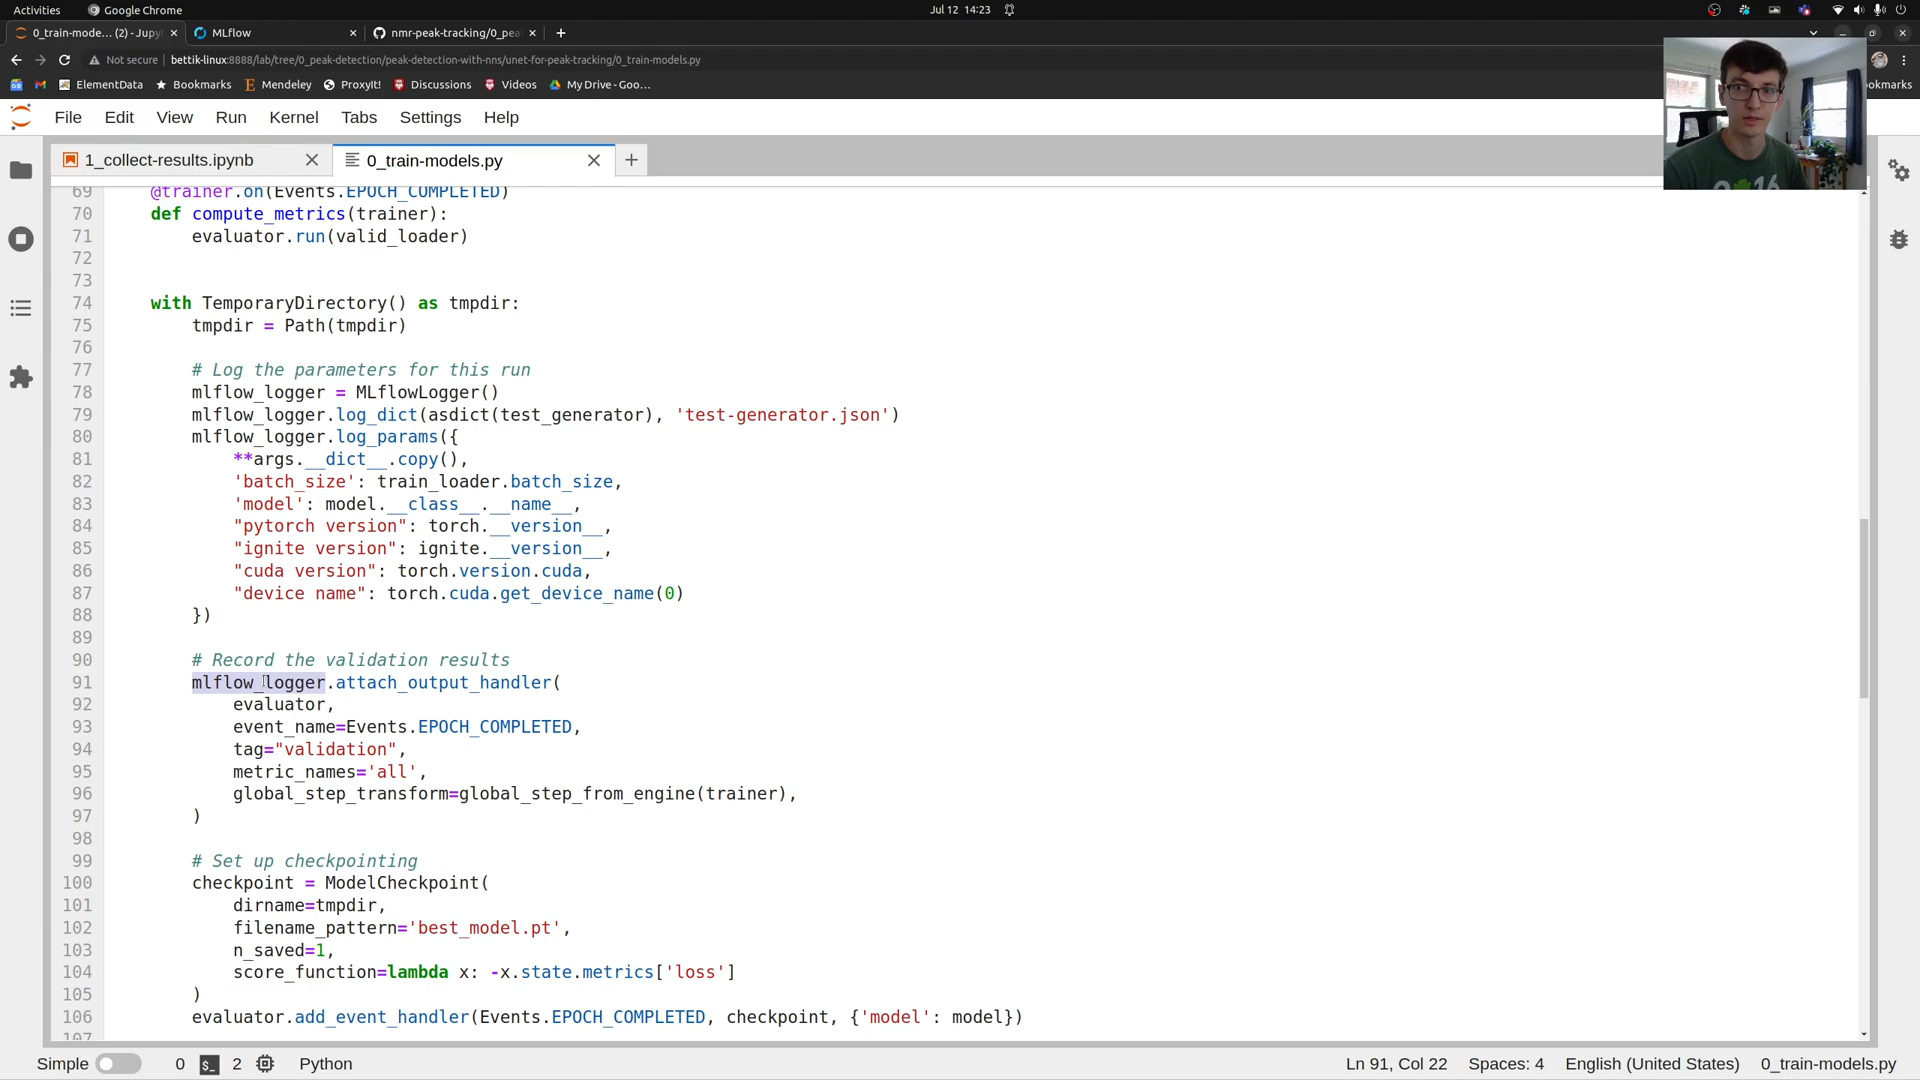 Activities
Google Chrome
Jul 12 14:23
0_train-mode… (2) - Jupy
MLflow
nmr-peak-tracking/0_pea
Not secure
bettik-linux:8888/lab/tree/0_peak-detection/peak-detection-with-nns/unet-for-peak-tracking/0_train-models.py
ElementData
Bookmarks
Mendeley
ProxyIt!
Discussions
Videos
My Drive - Goo…
ookmarks
File
Edit
View
Run
Kernel
Tabs
Settings
Help
1_collect-results.ipynb
0_train-models.py
69 @trainer.on(Events.EPOCH_COMPLETED)
70 def compute_metrics(trainer):
71 evaluator.run(valid_loader)
72
73
74 with TemporaryDirectory() as tmpdir:
75 tmpdir = Path(tmpdir)
76
77 # Log the parameters for this run
78 mlflow_logger = MLflowLogger()
79 mlflow_logger.log_dict(asdict(test_generator), 'test-generator.json')
80 mlflow_logger.log_params({
81 **args.__dict__.copy(),
82 'batch_size': train_loader.batch_size,
83 'model': model.__class__.__name__,
84 "pytorch version": torch.__version__,
85 "ignite version": ignite.__version__,
86 "cuda version": torch.version.cuda,
87 "device name": torch.cuda.get_device_name(0)
88 })
89
90 # Record the validation results
91 mlflow_logger.attach_output_handler(
92 evaluator,
93 event_name=Events.EPOCH_COMPLETED,
94 tag="validation",
95 metric_names='all',
96 global_step_transform=global_step_from_engine(trainer),
97 )
98
99 # Set up checkpointing
100 checkpoint = ModelCheckpoint(
101 dirname=tmpdir,
102 filename_pattern='best_model.pt',
103 n_saved=1,
104 score_function=lambda x: -x.state.metrics['loss']
105 )
106 evaluator.add_event_handler(Events.EPOCH_COMPLETED, checkpoint, {'model': model})
107
Simple
0
2
Python
Ln 91, Col 22
Spaces: 4
English (United States)
0_train-models.py